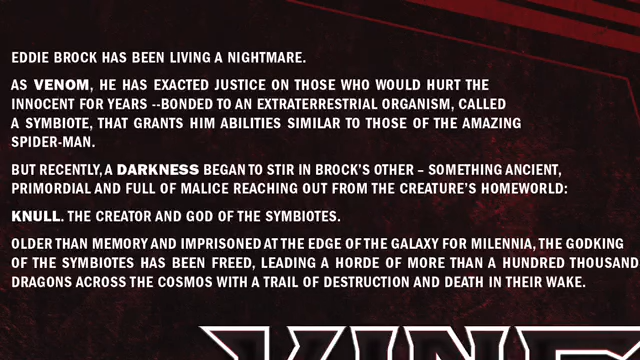 EDDIE BROCK HAS BEEN LIVING A NIGHTMARE.
AS VENOM, HE HAS EXACTED JUSTICE ON THOSE WHO WOULD HURT THE
INNOCENT FOR YEARS --BONDED TO AN EXTRATERRESTRIAL ORGANISM, CALLED
A SYMBIOTE, THAT GRANTS HIM ABILITIES SIMILAR TO THOSE OF THE AMAZING
SPIDER-MAN.
BUT RECENTLY, A DARKNESS BEGAN TO STIR IN BROCK'S OTHER – SOMETHING ANCIENT,
PRIMORDIAL AND FULL OF MALICE REACHING OUT FROM THE CREATURE'S HOMEWORLD:
KNULL. THE CREATOR AND GOD OF THE SYMBIOTES.
OLDER THAN MEMORY AND IMPRISONED AT THE EDGE OF THE GALAXY FOR MILENNIA, THE GODKING
OF THE SYMBIOTES HAS BEEN FREED, LEADING A HORDE OF MORE THAN A HUNDRED THOUSAND
DRAGONS ACROSS THE COSMOS WITH A TRAIL OF DESTRUCTION AND DEATH IN THEIR WAKE.